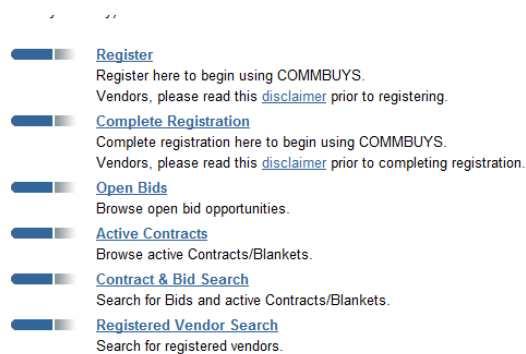 Register
Register here to begin using COMMBUYS.
Vendors, please read this disclaimer prior to registering.
Complete Registration
Complete registration here to begin using COMMBUYS.
Vendors, please read this disclaimer prior to completing registration.
Open Bids
Browse open bid opportunities.
Active Contracts
Browse active Contracts/Blankets.
Contract & Bid Search
Search for Bids and active Contracts/Blankets.
Registered Vendor Search
Search for registered vendors.